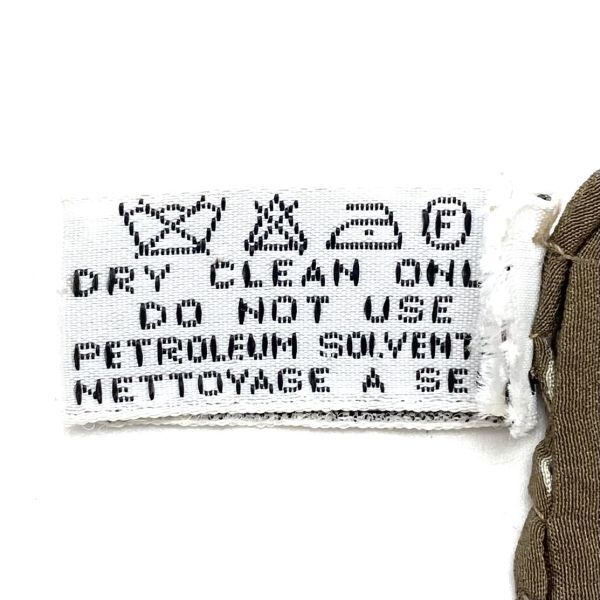 F
DRY CLEAN ONL
DO NOT USE
PETROLEUM SOLVENT
NETTOYAGE A SE